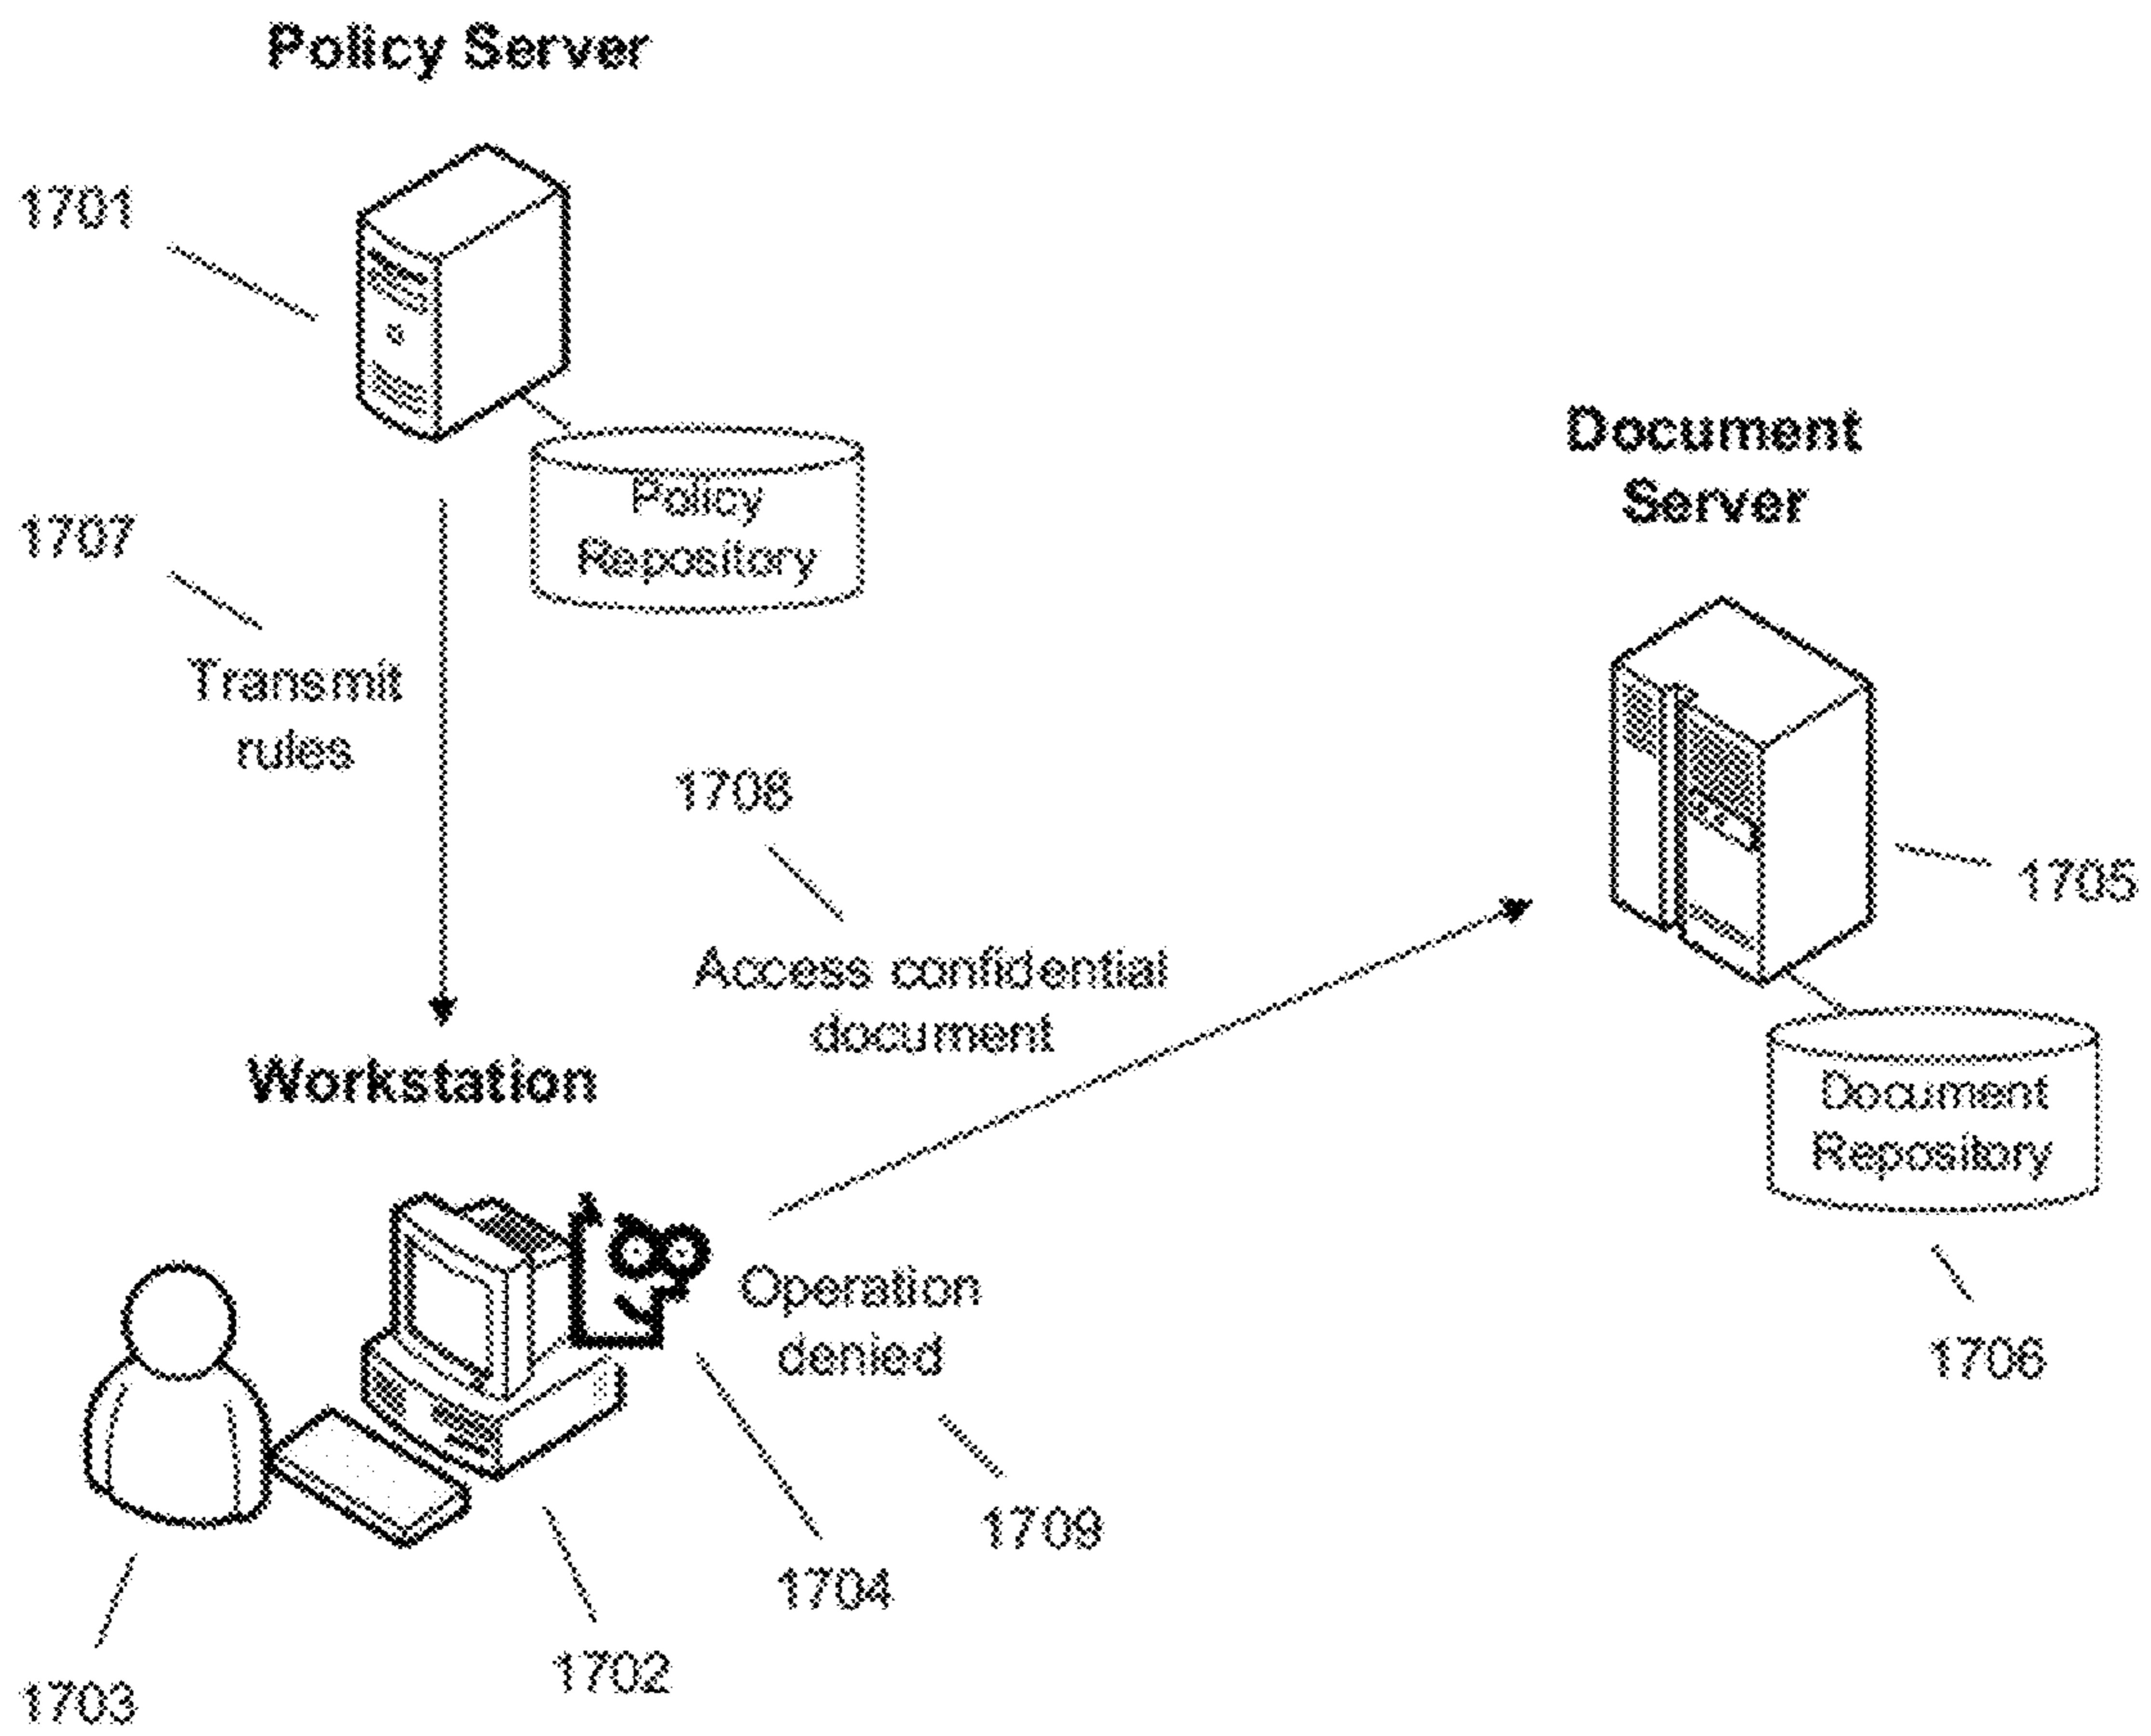 Policy Server
1701
Policy
Repository
1707
Transmit
rules
Document
Server
1708
1705
Access confidential
document
Workstation
Document
Repository
Operation
denied
1706
1709
1704
1702
1703